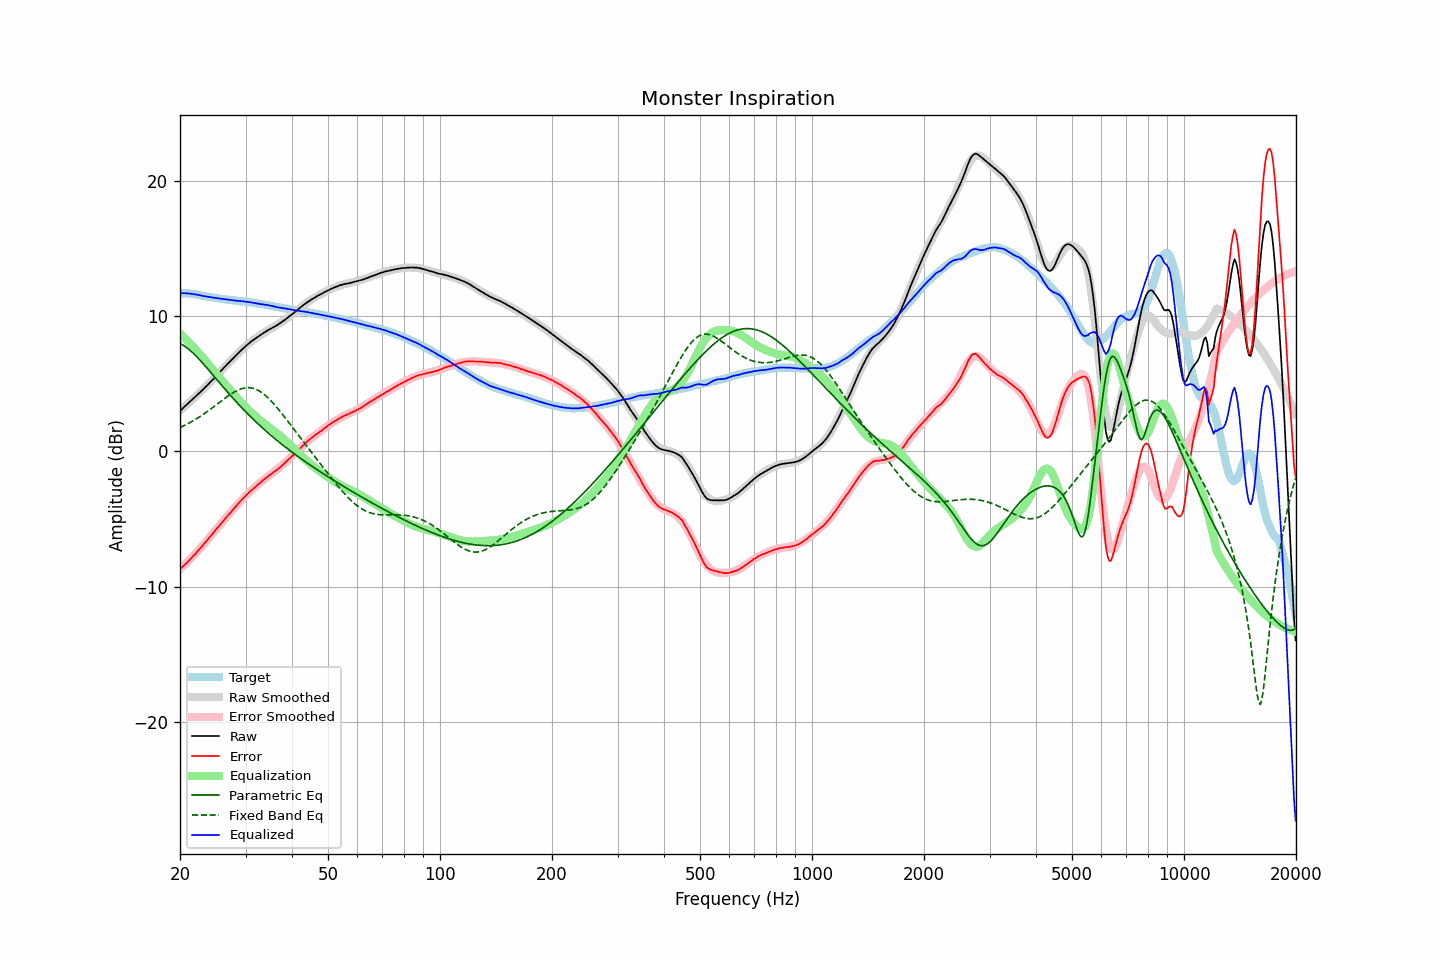 Monster Inspiration
Amplitude (dBr)
20
10
0
−10
−20
Target
Raw Smoothed
Error Smoothed
Raw
Error
Equalization
Parametric Eq
Fixed Band Eq
Equalized
20 50 100 200 500 1000 2000 5000 10000 20000
Frequency (Hz)